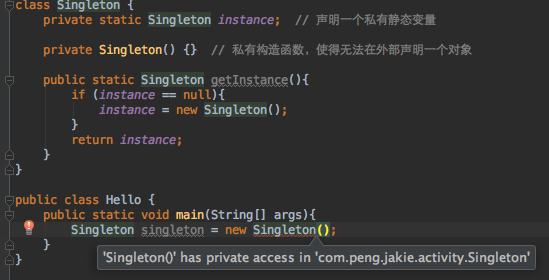 class Singleton {
private static Singleton instance;  // 声明一个私有静态变量
private Singleton() {}  // 私有构造函数，使得无法在外部声明一个对象
public static Singleton getInstance(){
if (instance == null){
instance = new Singleton();
}
return instance;
}
}
public class Hello {
public static void main(String[] args){
Singleton singleton = new Singleton();
}
}
'Singleton()' has private access in 'com.peng.jakie.activity.Singleton'